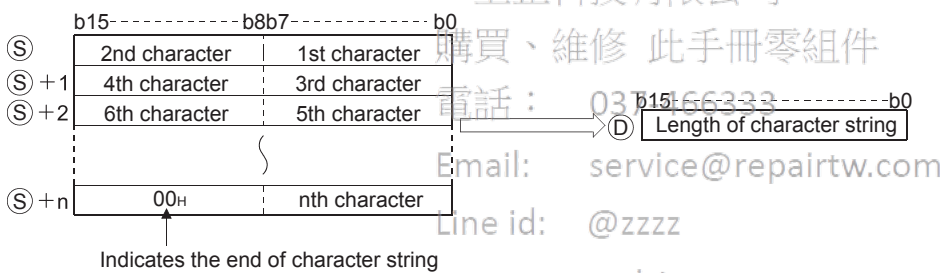 b15 b8b7 b0
Ⓢ 2nd character 1st character
Ⓢ +1 4th character 3rd character
Ⓢ +2 6th character 5th character
Ⓢ +n 00H nth character
Indicates the end of character string
b15 b0
Ⓓ Length of character string
購買、維修 此手冊零組件
電話： 037-466333
Email: service@repairtw.com
Line id: @zzzz